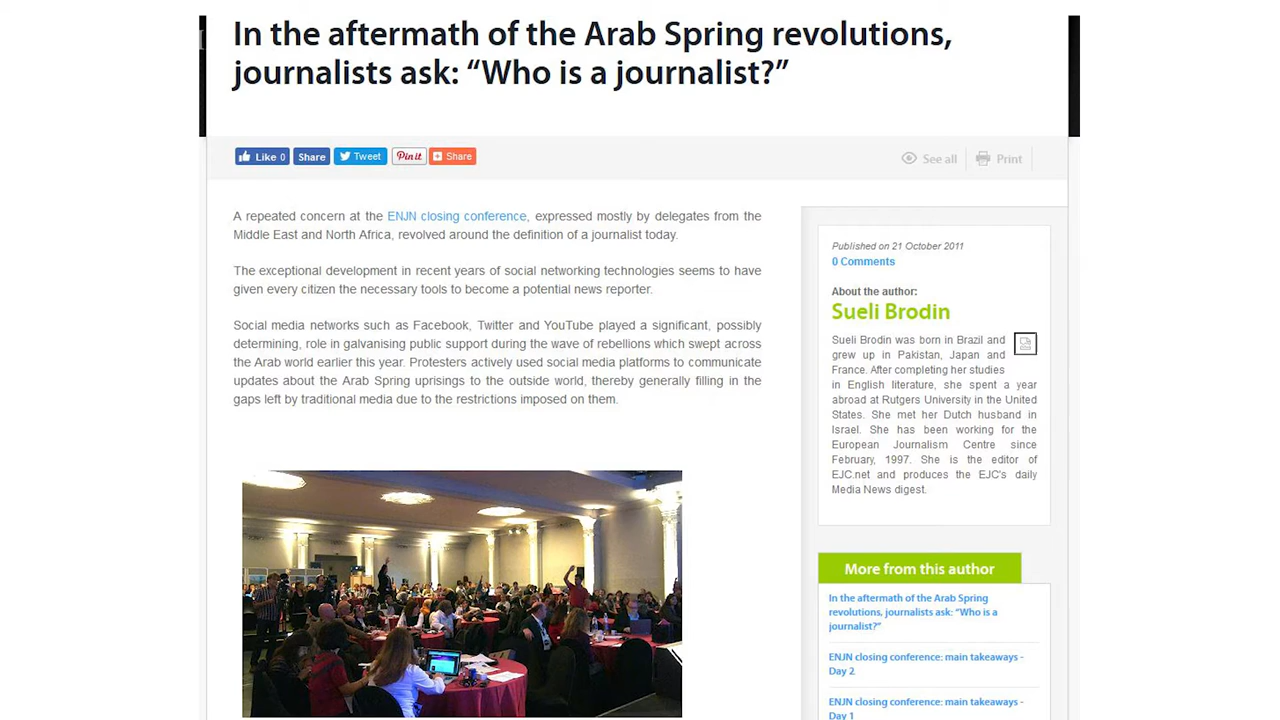 In the aftermath of the Arab Spring revolutions,
journalists ask: “Who is a journalist?”
Like 0
Share
Tweet
Pin it
Share
See all
Print
A repeated concern at the ENJN closing conference, expressed mostly by delegates from the
Middle East and North Africa, revolved around the definition of a journalist today.
The exceptional development in recent years of social networking technologies seems to have
given every citizen the necessary tools to become a potential news reporter.
Social media networks such as Facebook, Twitter and YouTube played a significant, possibly
determining, role in galvanising public support during the wave of rebellions which swept across
the Arab world earlier this year. Protesters actively used social media platforms to communicate
updates about the Arab Spring uprisings to the outside world, thereby generally filling in the
gaps left by traditional media due to the restrictions imposed on them.
Published on 21 October 2011
0 Comments
About the author:
Sueli Brodin
Sueli Brodin was born in Brazil and
grew up in Pakistan, Japan and
France. After completing her studies
in English literature, she spent a year
abroad at Rutgers University in the United
States. She met her Dutch husband in
Israel. She has been working for the
European Journalism Centre since
February, 1997. She is the editor of
EJC.net and produces the EJC's daily
Media News digest.
More from this author
In the aftermath of the Arab Spring
revolutions, journalists ask: “Who is a
journalist?”
ENJN closing conference: main takeaways -
Day 2
ENJN closing conference: main takeaways -
Day 1